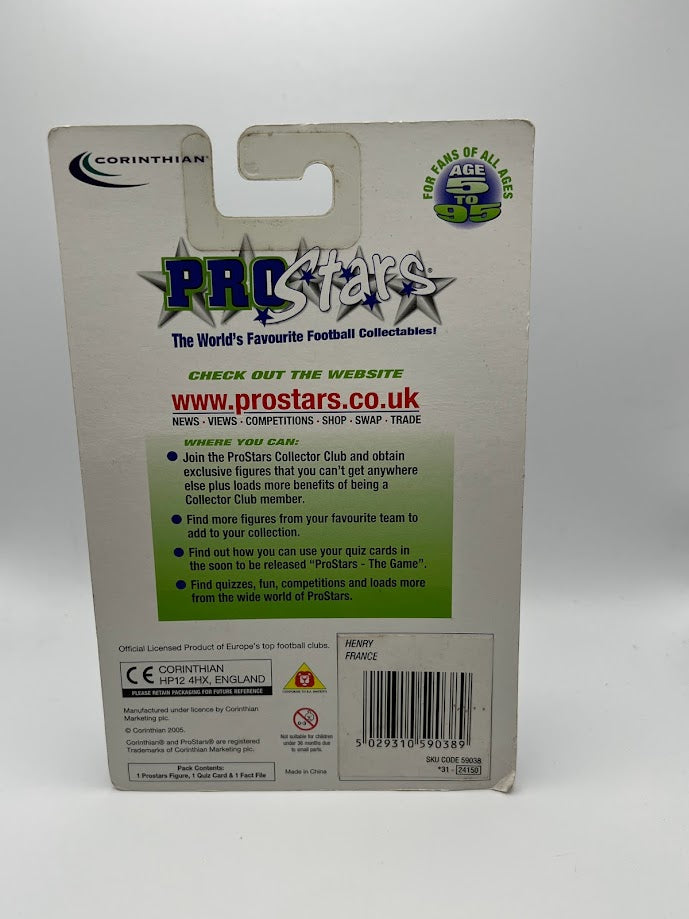 CORINTHIAN
FOR FANS OF ALL AGES
AGE
5
TO
95
PROStars®
The World's Favourite Football Collectables!
CHECK OUT THE WEBSITE
www.prostars.co.uk
NEWS · VIEWS · COMPETITIONS · SHOP · SWAP · TRADE
WHERE YOU CAN:
● Join the ProStars Collector Club and obtain
exclusive figures that you can't get anywhere
else plus loads more benefits of being a
Collector Club member.
● Find more figures from your favourite team to
add to your collection.
● Find out how you can use your quiz cards in
the soon to be released "ProStars - The Game".
● Find quizzes, fun, competitions and loads more
from the wide world of ProStars.
Official Licensed Product of Europe's top football clubs.
CE CORINTHIAN
HP12 4HX, ENGLAND
PLEASE RETAIN PACKAGING FOR FUTURE REFERENCE
Manufactured under licence by Corinthian
Marketing plc.
© Corinthian 2005.
Corinthian® and ProStars® are registered
Trademarks of Corinthian Marketing plc.
Pack Contents:
1 Prostars Figure, 1 Quiz Card & 1 Fact File
0-3
Not suitable for children
under 36 months due
to small parts.
Made in China
HENRY
FRANCE
5 029310 590389
SKU CODE 59038
*31 - 24150